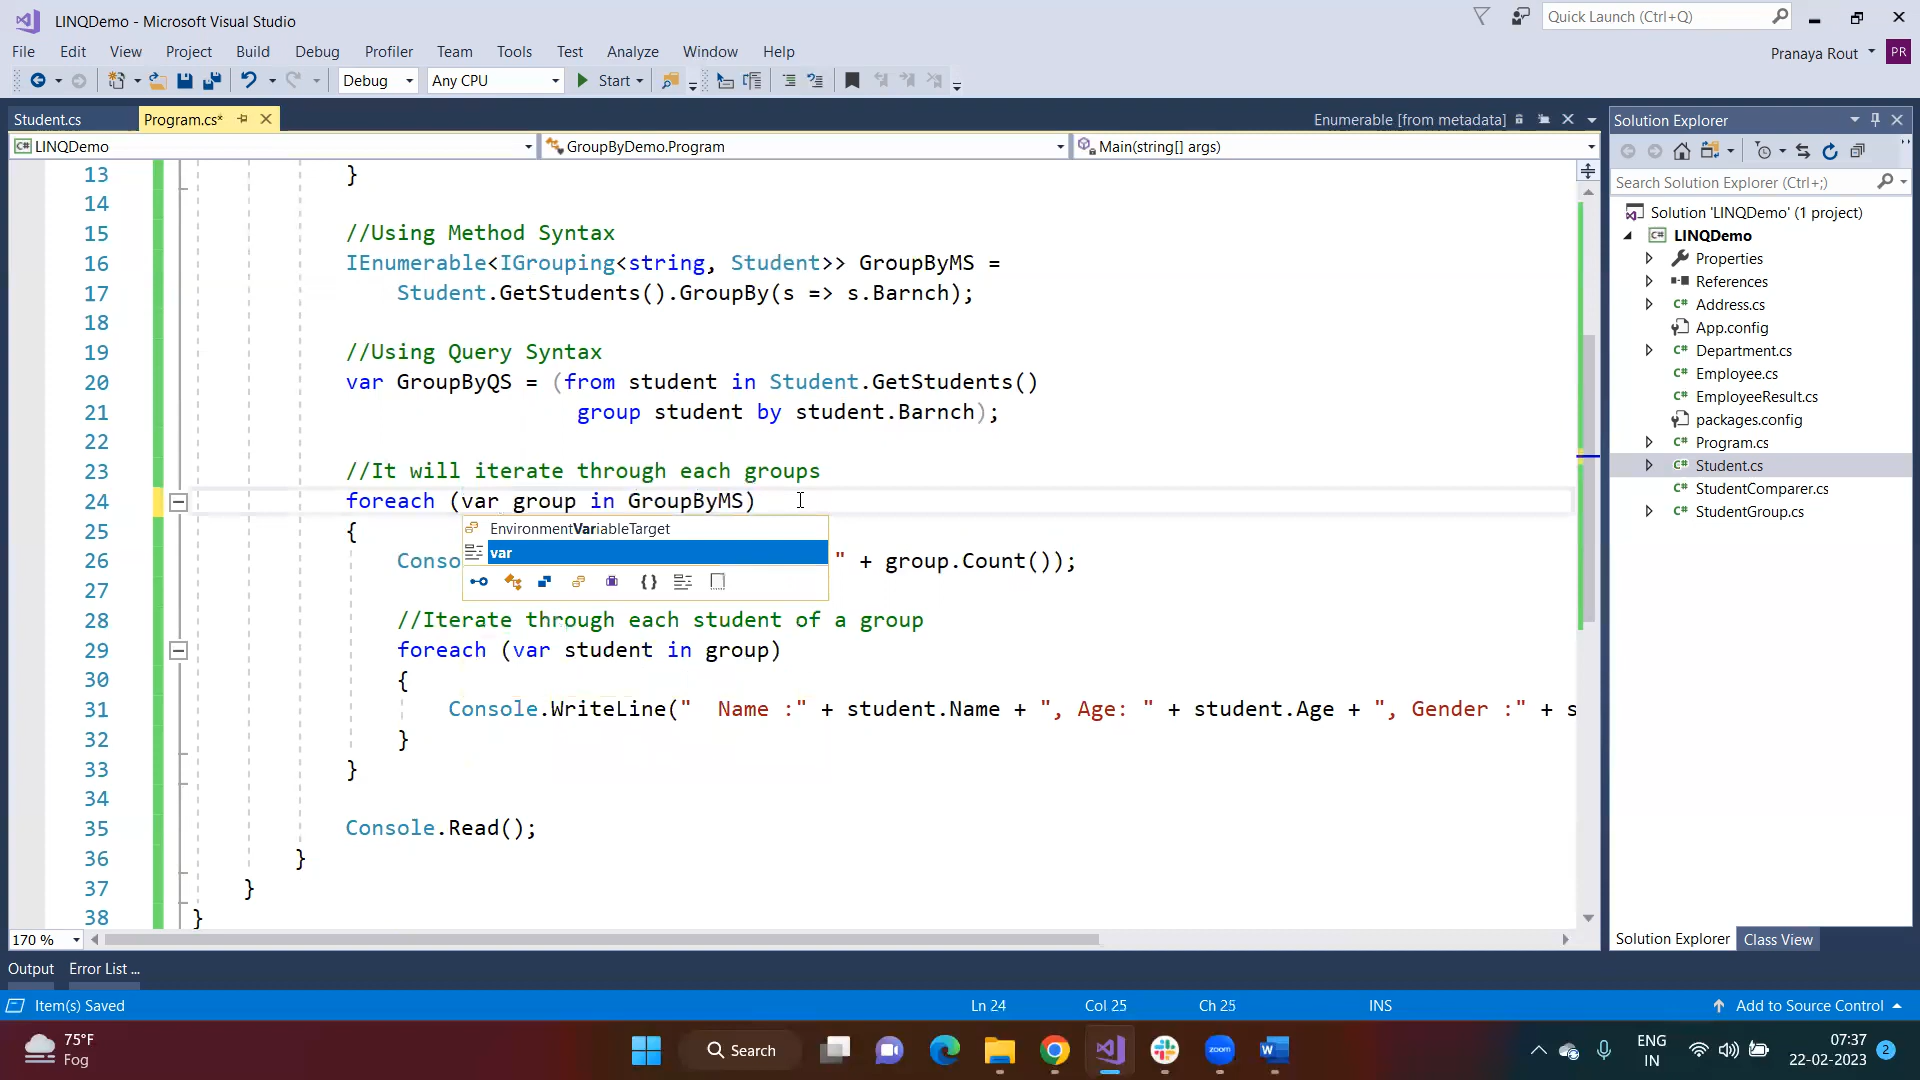 LINQDemo - Microsoft Visual Studio
Quick Launch (Ctrl+Q)
File Edit View Project Build Debug Profiler Team Tools Test Analyze Window Help
Pranaya Rout PR
Debug Any CPU Start
Student.cs Program.cs* Enumerable [from metadata]
LINQDemo GroupByDemo.Program Main(string[] args)
13 }
14
15 //Using Method Syntax
16 IEnumerable<IGrouping<string, Student>> GroupByMS =
17 Student.GetStudents().GroupBy(s => s.Barnch);
18
19 //Using Query Syntax
20 var GroupByQS = (from student in Student.GetStudents()
21 group student by student.Barnch);
22
23 //It will iterate through each groups
24 foreach (var group in GroupByMS)
25 {
EnvironmentVariableTarget
var
26 Conso " + group.Count());
27
28 //Iterate through each student of a group
29 foreach (var student in group)
30 {
31 Console.WriteLine("  Name :" + student.Name + ", Age: " + student.Age + ", Gender :" + s
32 }
33 }
34
35 Console.Read();
36 }
37 }
38 }
170 %
Solution Explorer
Search Solution Explorer (Ctrl+;)
Solution 'LINQDemo' (1 project)
LINQDemo
Properties
References
Address.cs
App.config
Department.cs
Employee.cs
EmployeeResult.cs
packages.config
Program.cs
Student.cs
StudentComparer.cs
StudentGroup.cs
Solution Explorer Class View
Output Error List ...
Item(s) Saved Ln 24 Col 25 Ch 25 INS Add to Source Control
75°F
Fog
Search
zoom
ENG
IN
07:37
22-02-2023
2